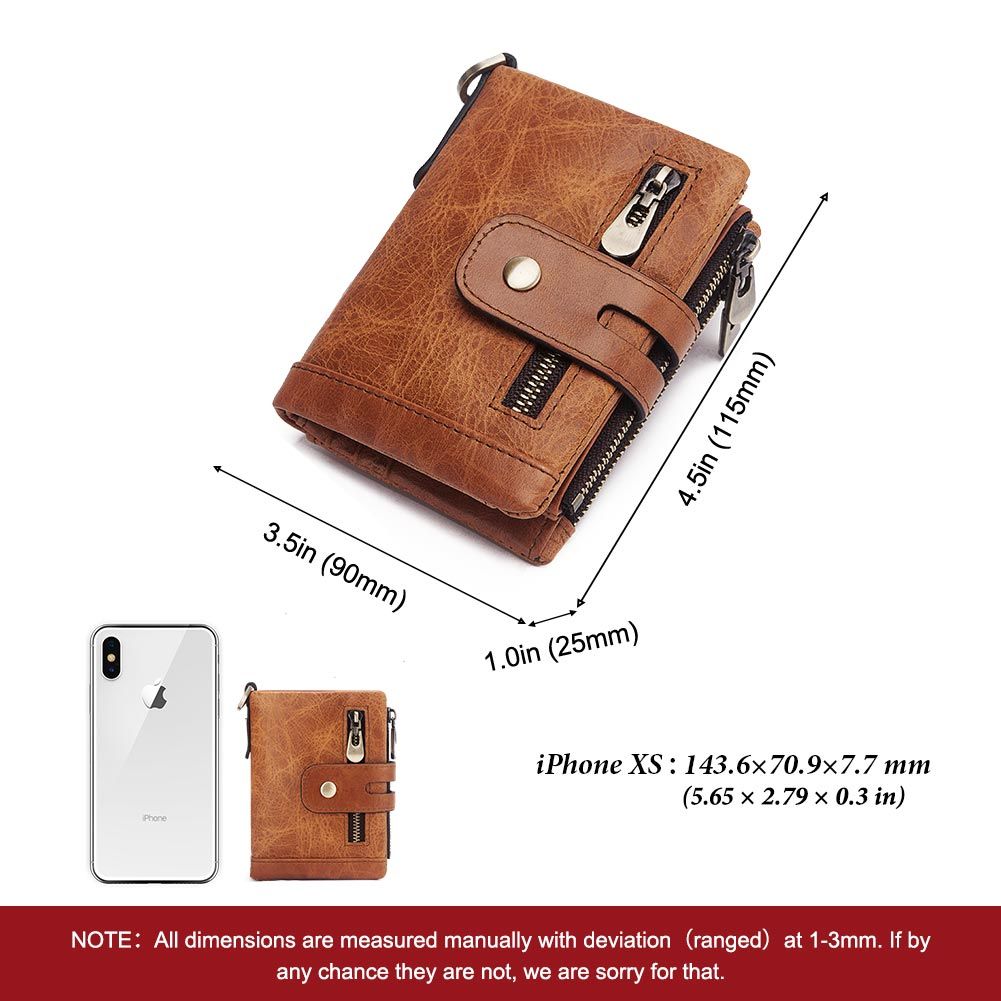 4.5in (115mm)
3.5in (90mm)
1.0in (25mm)
iPhone
iPhone XS : 143.6×70.9×7.7 mm
(5.65 × 2.79 × 0.3 in)
NOTE：All dimensions are measured manually with deviation（ranged）at 1-3mm. If by
any chance they are not, we are sorry for that.